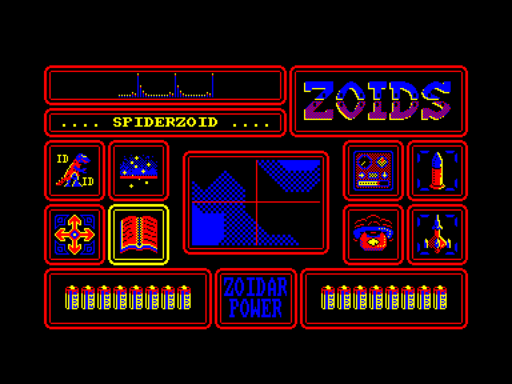 ZOIDS
.... SPIDERZOID ....
ID
ID
ZOIDAR
POWER